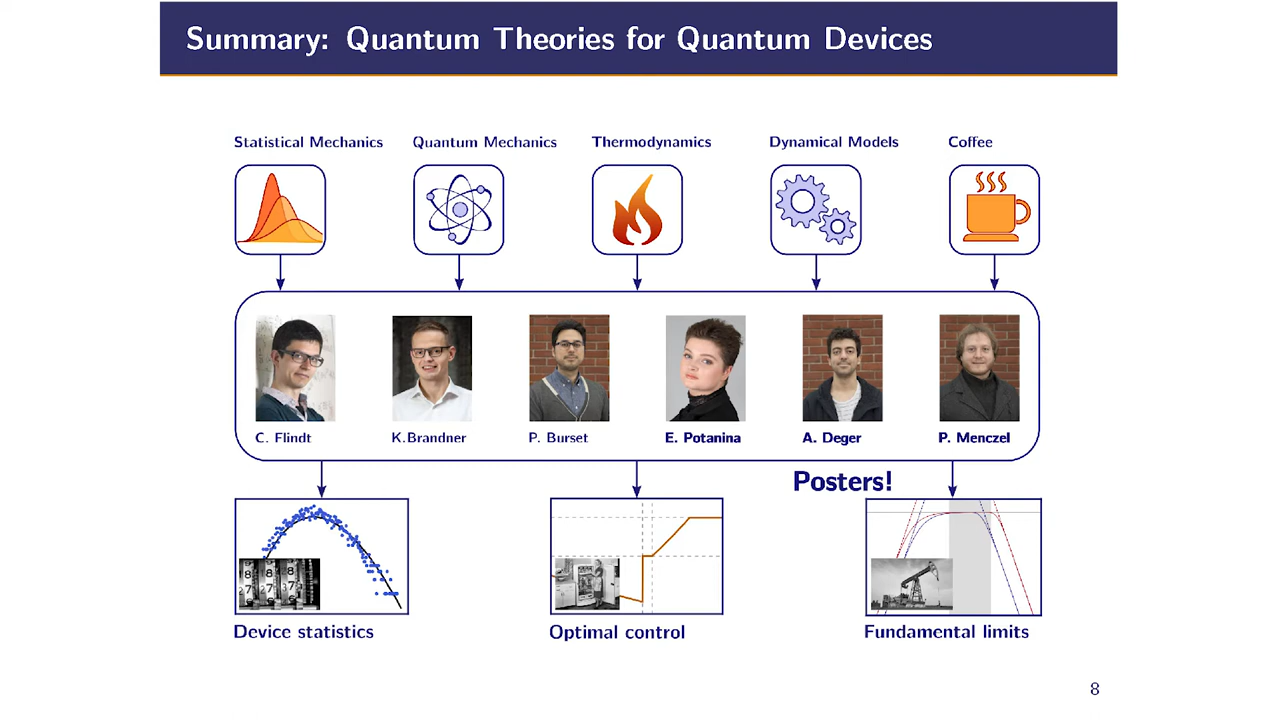 Summary: Quantum Theories for Quantum Devices
Statistical Mechanics
Quantum Mechanics
Thermodynamics
Dynamical Models
Coffee
C. Flindt
K.Brandner
P. Burset
E. Potanina
A. Deger
P. Menczel
Posters!
Device statistics
Optimal control
Fundamental limits
8